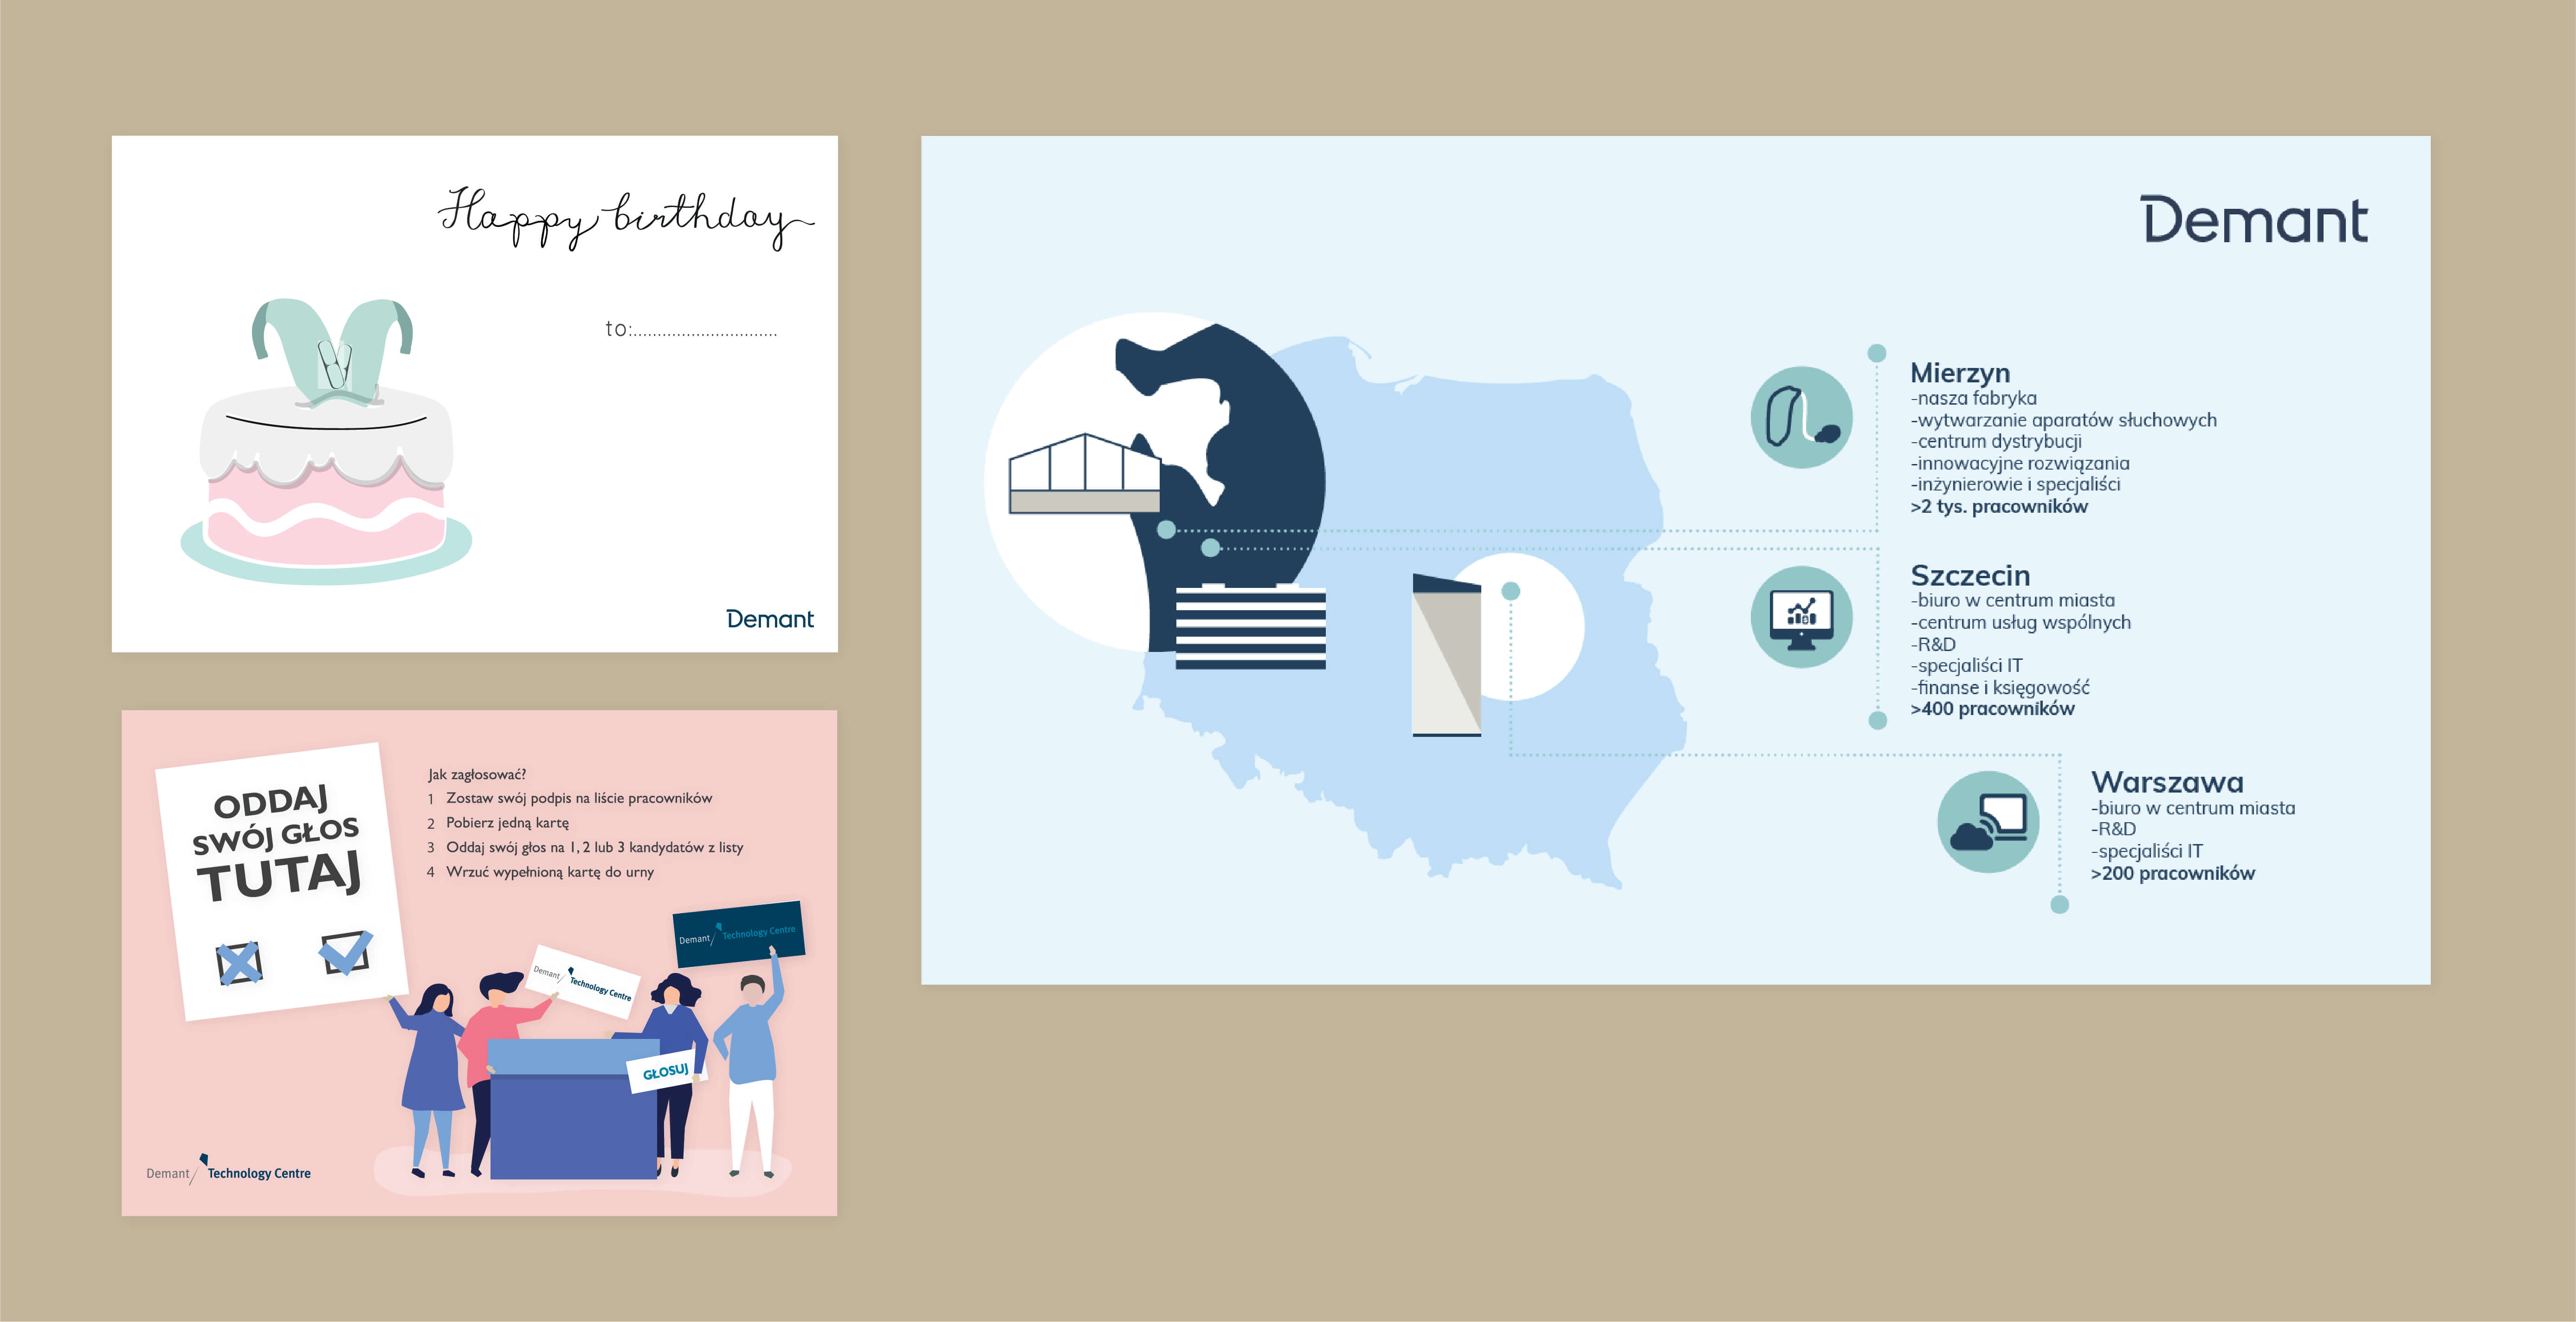 Happy birthday
to:.............................
Demant
ODDAJ
SWÓJ GŁOS
TUTAJ
Jak zagłosować?
1 Zostaw swój podpis na liście pracowników
2 Pobierz jedną kartę
3 Oddaj swój głos na 1, 2 lub 3 kandydatów z listy
4 Wrzuć wypełnioną kartę do urny
Demant/ Technology Centre
Demant/ Technology Centre
GŁOSUJ
Demant/ Technology Centre
Demant
Mierzyn
-nasza fabryka
-wytwarzanie aparatów słuchowych
-centrum dystrybucji
-innowacyjne rozwiązania
-inżynierowie i specjaliści
>2 tys. pracowników
Szczecin
-biuro w centrum miasta
-centrum usług wspólnych
-R&D
-specjaliści IT
-finanse i księgowość
>400 pracowników
Warszawa
-biuro w centrum miasta
-R&D
-specjaliści IT
>200 pracowników